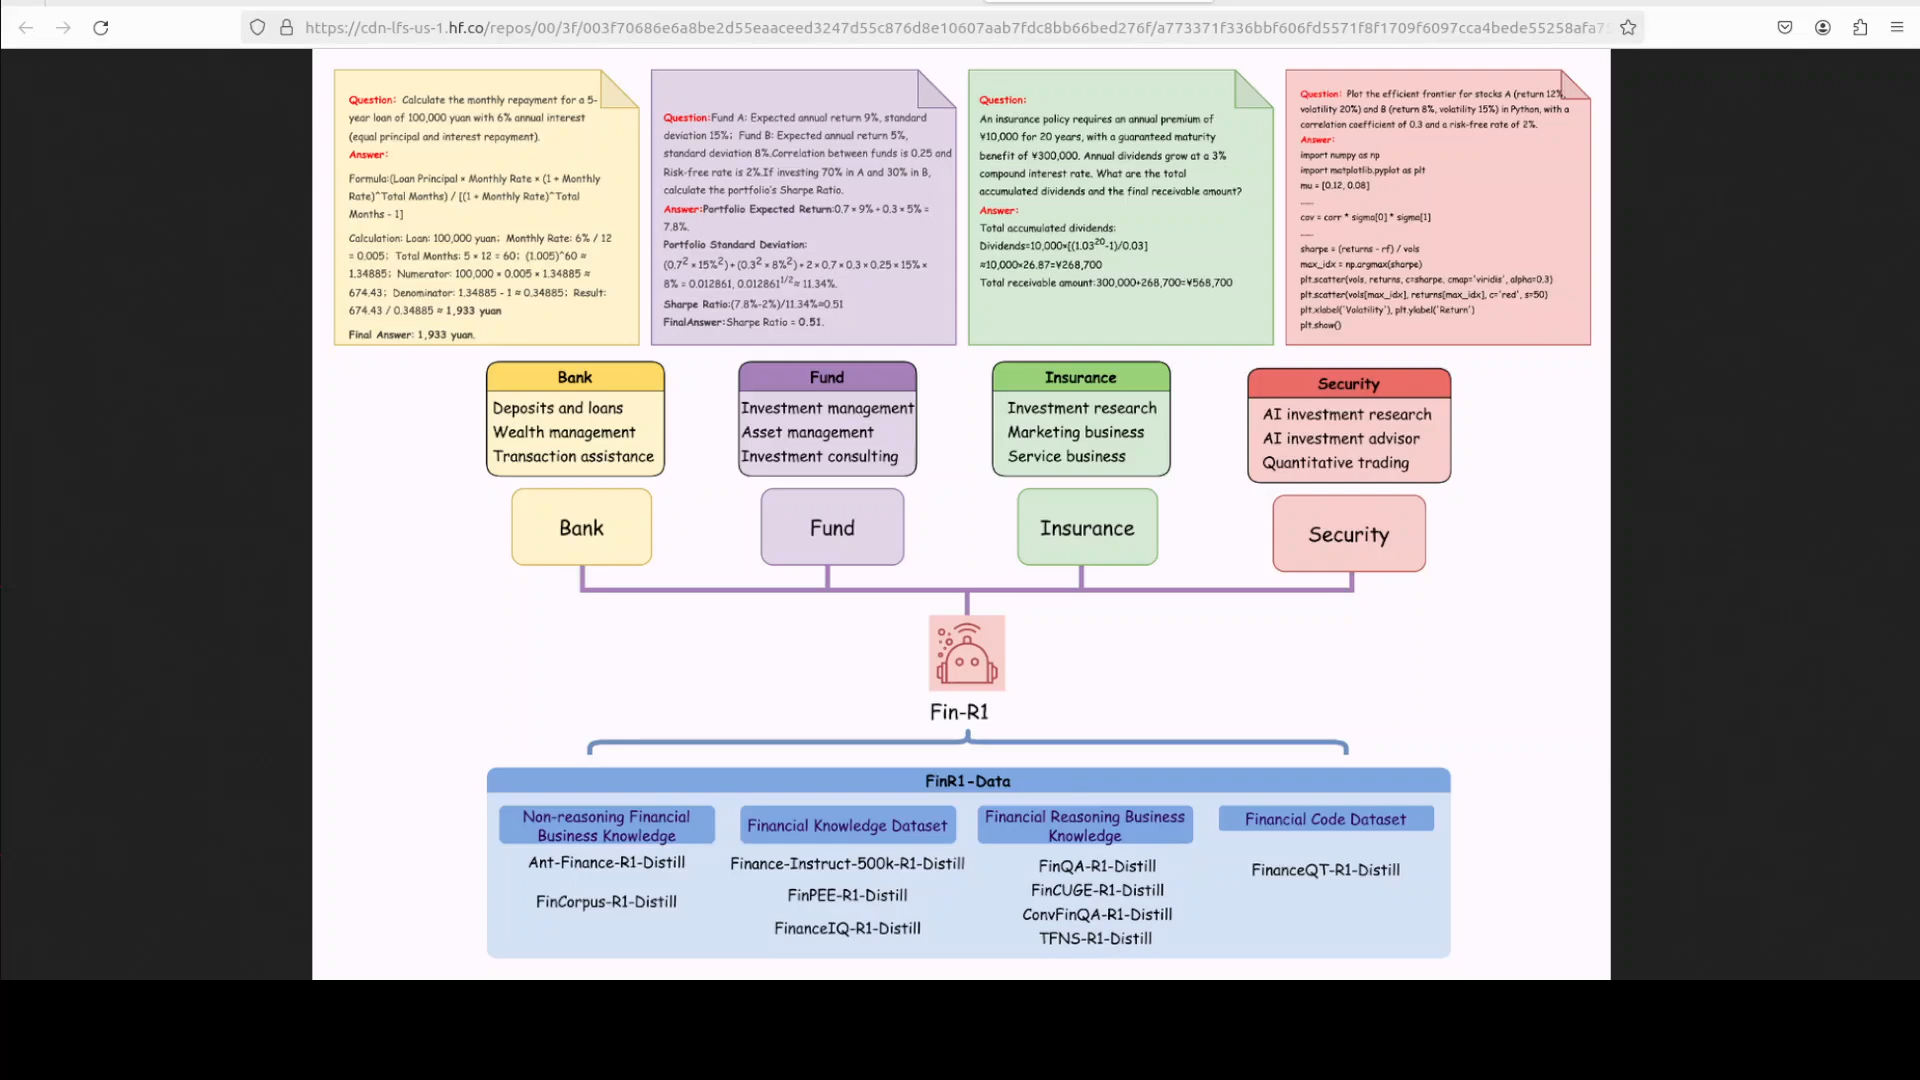 https://cdn-lfs-us-1.hf.co/repos/00/3f/003f70686e6a8be2d55eaaceed3247d55c876d8e10607aab7fdc8bb66bed276f/a773371f336bbf606fd5571f8f1709f6097cca4bede55258afa75
Question: Calculate the monthly repayment for a 5-
year loan of 100,000 yuan with 6% annual interest
(equal principal and interest repayment).
Answer:
Formula:(Loan Principal × Monthly Rate × (1 + Monthly
Rate)^Total Months) / [(1 + Monthly Rate)^Total
Months - 1]
Calculation: Loan: 100,000 yuan; Monthly Rate: 6% / 12
= 0.005; Total Months: 5 × 12 = 60; (1.005)^60 ≈
1.34885; Numerator: 100,000 × 0.005 × 1.34885 ≈
674.43; Denominator: 1.34885 - 1 ≈ 0.34885; Result:
674.43 / 0.34885 ≈ 1,933 yuan
Final Answer: 1,933 yuan.
Question:Fund A: Expected annual return 9%, standard
deviation 15%; Fund B: Expected annual return 5%,
standard deviation 8%.Correlation between funds is 0.25 and
Risk-free rate is 2%.If investing 70% in A and 30% in B,
calculate the portfolio's Sharpe Ratio.
Answer:Portfolio Expected Return:0.7 × 9% + 0.3 × 5% =
7.8%.
Portfolio Standard Deviation:
(0.7² × 15%²) + (0.3² × 8%²) + 2 × 0.7 × 0.3 × 0.25 × 15% ×
8% = 0.012861, 0.012861^1/2 ≈ 11.34%.
Sharpe Ratio:(7.8%-2%)/11.34%≈0.51
FinalAnswer:Sharpe Ratio = 0.51.
Question:
An insurance policy requires an annual premium of
¥10,000 for 20 years, with a guaranteed maturity
benefit of ¥300,000. Annual dividends grow at a 3%
compound interest rate. What are the total
accumulated dividends and the final receivable amount?
Answer:
Total accumulated dividends:
Dividends=10,000×[(1.03^20-1)/0.03]
≈10,000×26.87=¥268,700
Total receivable amount:300,000+268,700=¥568,700
Question: Plot the efficient frontier for stocks A (return 12%,
volatility 20%) and B (return 8%, volatility 15%) in Python, with a
correlation coefficient of 0.3 and a risk-free rate of 2%.
Answer:
import numpy as np
import matplotlib.pyplot as plt
mu = [0.12, 0.08]
......
cov = corr * sigma[0] * sigma[1]
......
sharpe = (returns - rf) / vols
max_idx = np.argmax(sharpe)
plt.scatter(vols, returns, c=sharpe, cmap='viridis', alpha=0.3)
plt.scatter(vols[max_idx], returns[max_idx], c='red', s=50)
plt.xlabel('Volatility'), plt.ylabel('Return')
plt.show()
Bank
Deposits and loans
Wealth management
Transaction assistance
Fund
Investment management
Asset management
Investment consulting
Insurance
Investment research
Marketing business
Service business
Security
AI investment research
AI investment advisor
Quantitative trading
Bank
Fund
Insurance
Security
Fin-R1
FinR1-Data
Non-reasoning Financial
Business Knowledge
Ant-Finance-R1-Distill
FinCorpus-R1-Distill
Financial Knowledge Dataset
Finance-Instruct-500k-R1-Distill
FinPEE-R1-Distill
FinanceIQ-R1-Distill
Financial Reasoning Business
Knowledge
FinQA-R1-Distill
FinCUGE-R1-Distill
ConvFinQA-R1-Distill
TFNS-R1-Distill
Financial Code Dataset
FinanceQT-R1-Distill